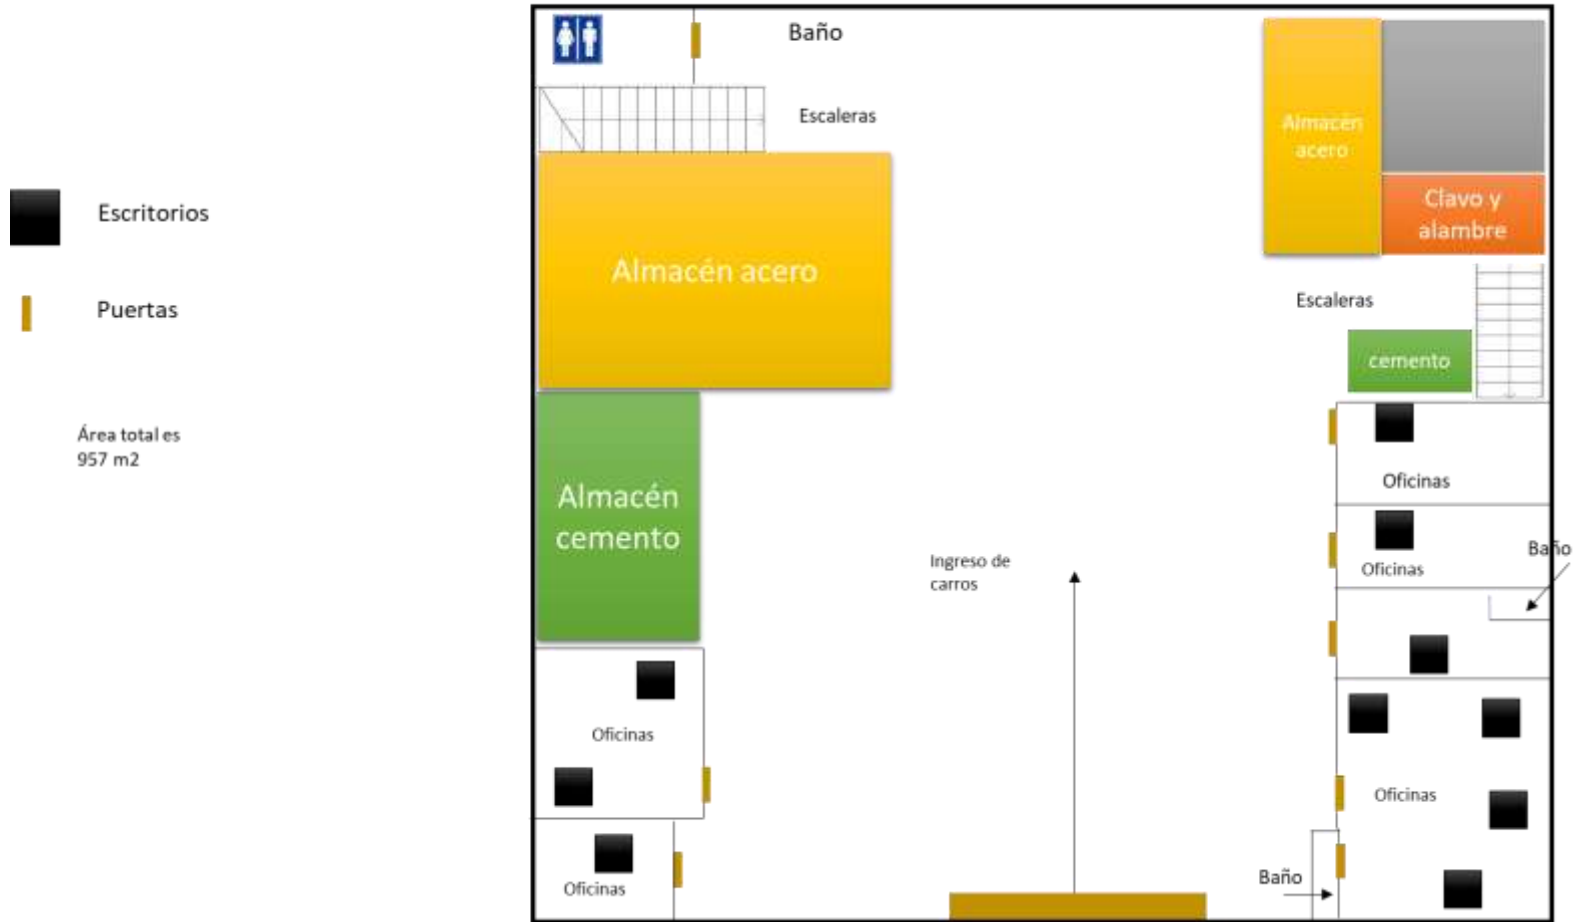 Escritorios
Puertas
Área total es
957 m2
Baño
Escaleras
Almacén acero
Almacén
cemento
Oficinas
Oficinas
Ingreso de
carros
Almacén
acero
Clavo y
alambre
Escaleras
cemento
Oficinas
Oficinas
Baño
Oficinas
Baño